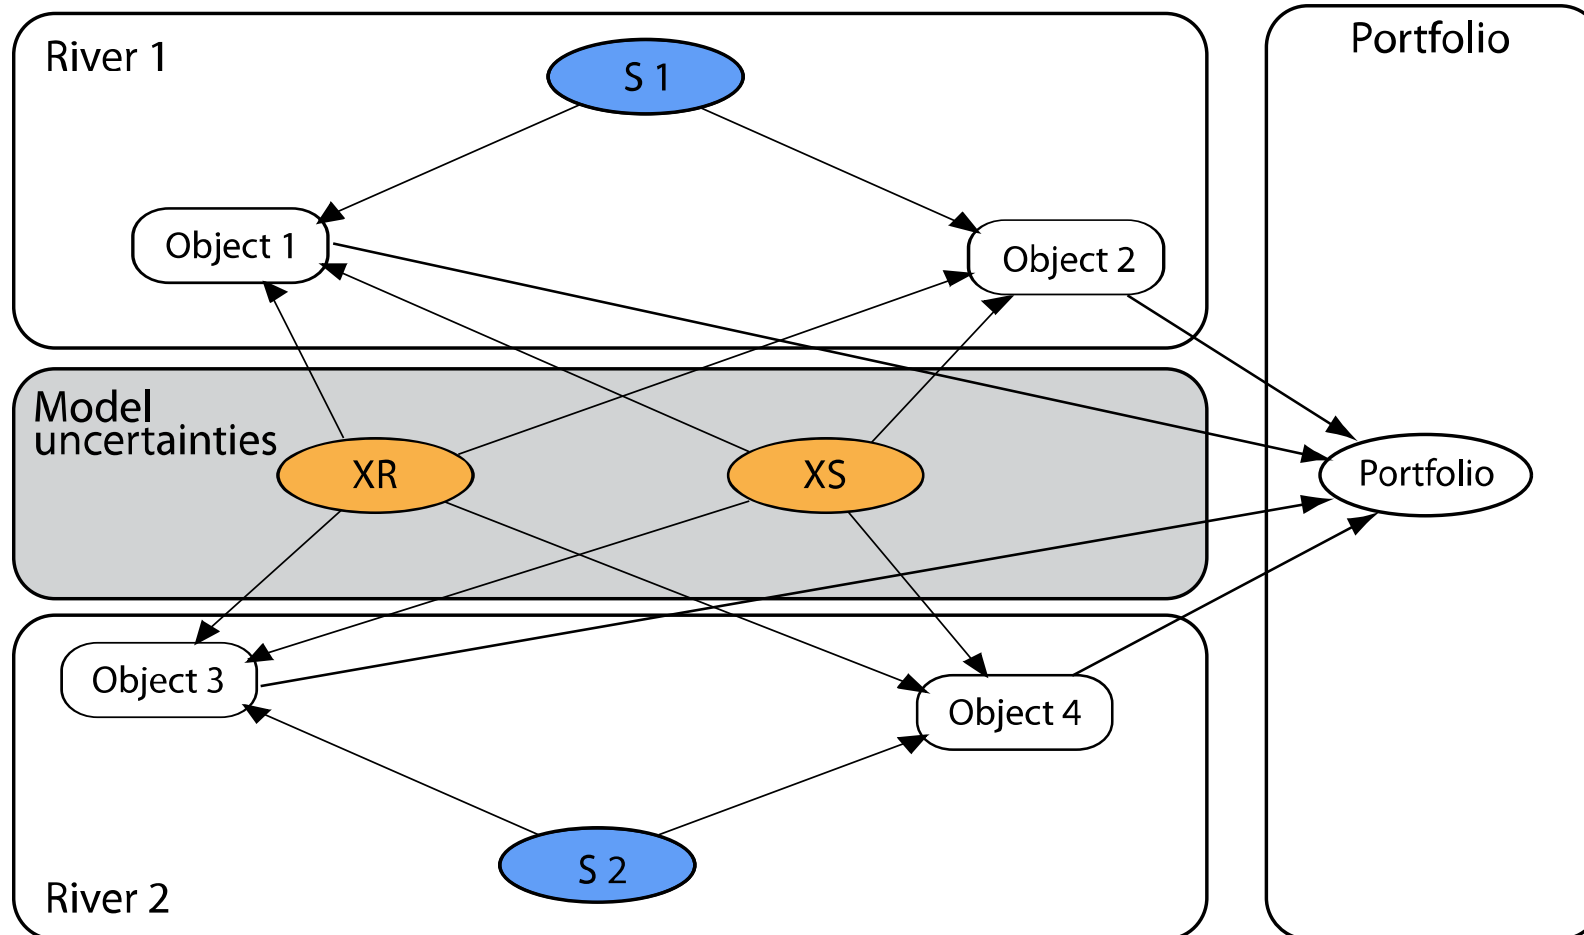 River 1
S 1
Object 1
Object 2
Portfolio
Model
uncertainties
XR
XS
Portfolio
Object 3
Object 4
S 2
River 2